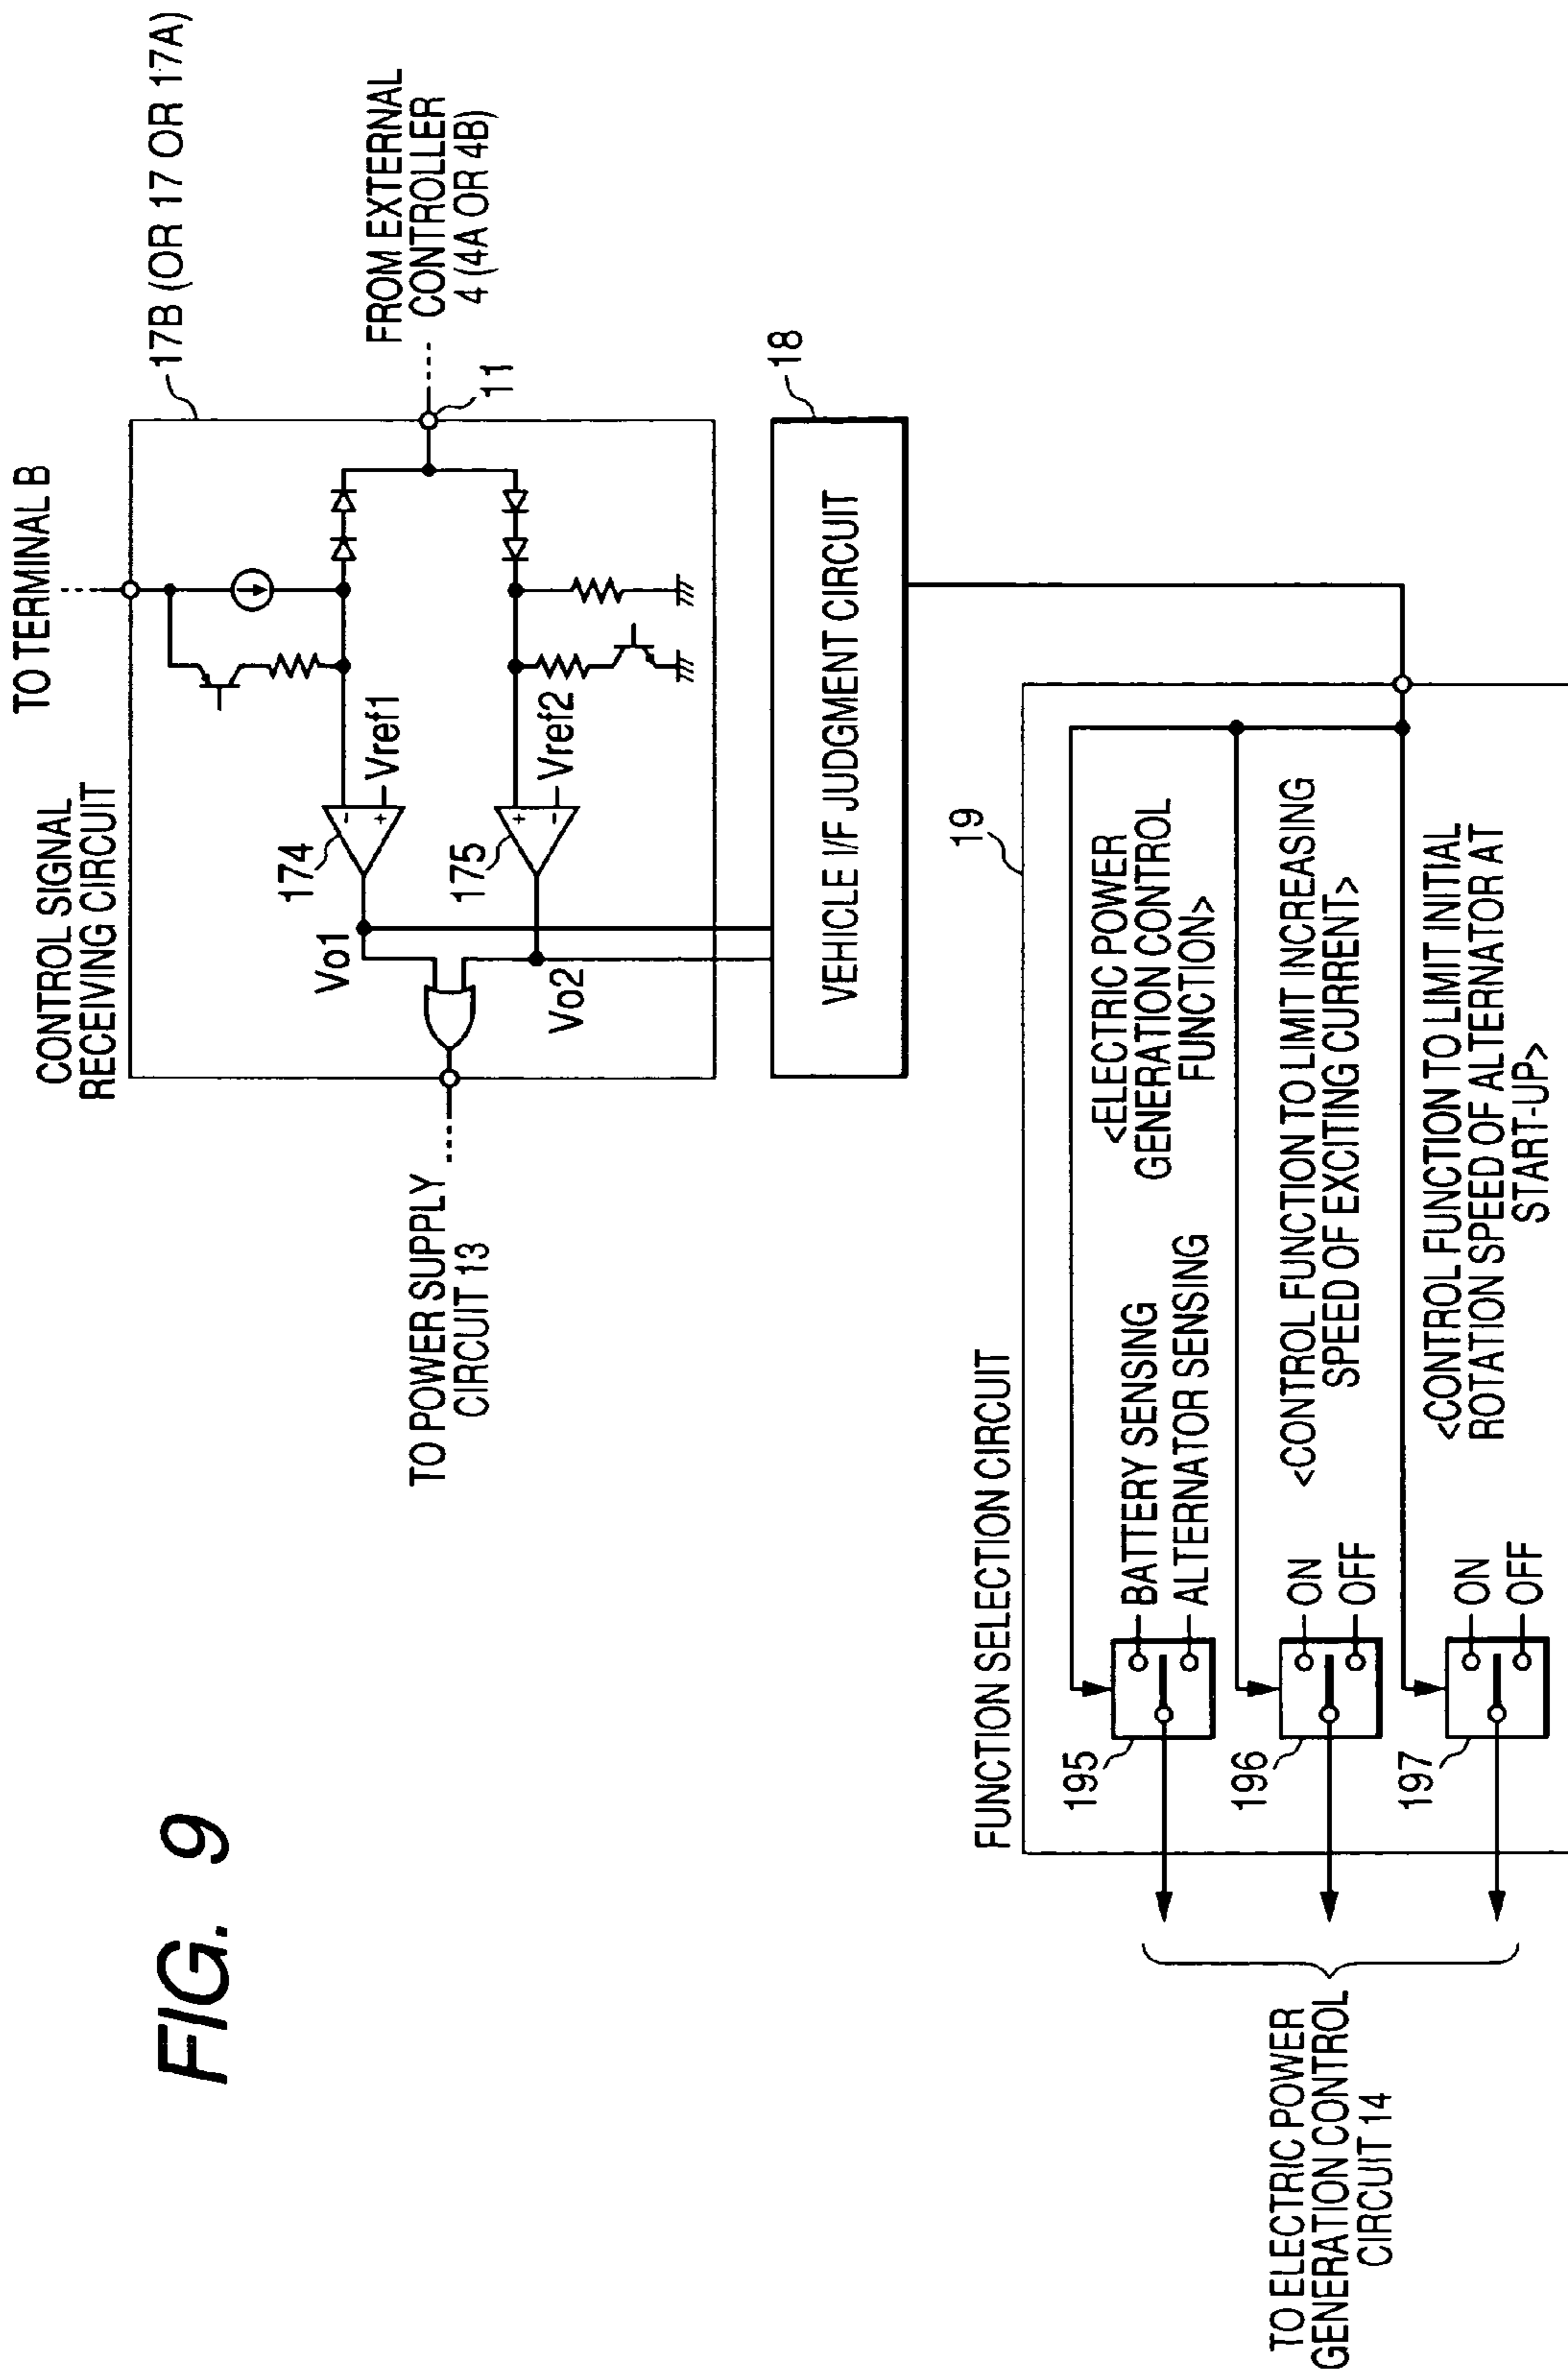 FIG. 9
CONTROL SIGNAL
RECEIVING CIRCUIT
TO TERMINAL B
17B (OR 17 OR 17A)
FROM EXTERNAL
CONTROLLER
4 (4A OR 4B)
11
174
-
+
Vref1
175
+
-
Vref2
Vo1
Vo2
TO POWER SUPPLY
CIRCUIT 13
18
VEHICLE I/F JUDGMENT CIRCUIT
FUNCTION SELECTION CIRCUIT
19
195
BATTERY SENSING
ALTERNATOR SENSING
<ELECTRIC POWER
GENERATION CONTROL
FUNCTION>
196
ON
OFF
<CONTROL FUNCTION TO LIMIT INCREASING
SPEED OF EXCITING CURRENT>
197
ON
OFF
<CONTROL FUNCTION TO LIMIT INITIAL
ROTATION SPEED OF ALTERNATOR AT
START-UP>
TO ELECTRIC POWER
GENERATION CONTROL
CIRCUIT 14